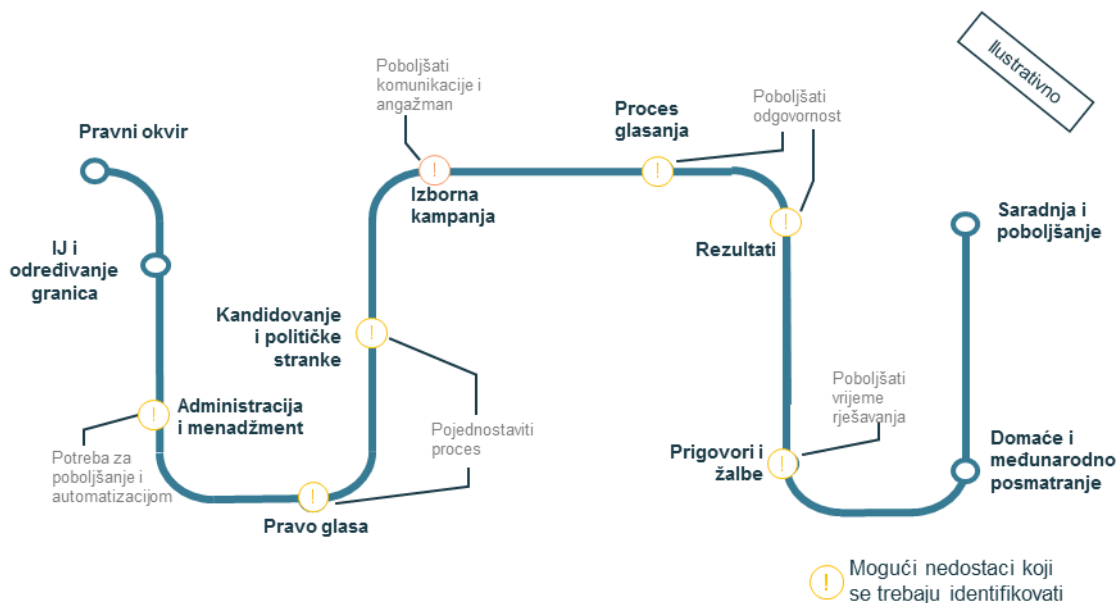 Ilustrativno
Pravni okvir
IJ i
određivanje
granica
Administracija
i menadžment
Potreba za
poboljšanje i
automatizacijom
Pravo glasa
Pojednostaviti
proces
Kandidovanje
i političke
stranke
Poboljšati
komunikacije i
angažman
Izborna
kampanja
Proces
glasanja
Poboljšati
odgovornost
Rezultati
Prigovori i
žalbe
Poboljšati
vrijeme
rješavanja
Domaće i
međunarodno
posmatranje
Saradnja i
poboljšanje
Mogući nedostaci koji
se trebaju identifikovati